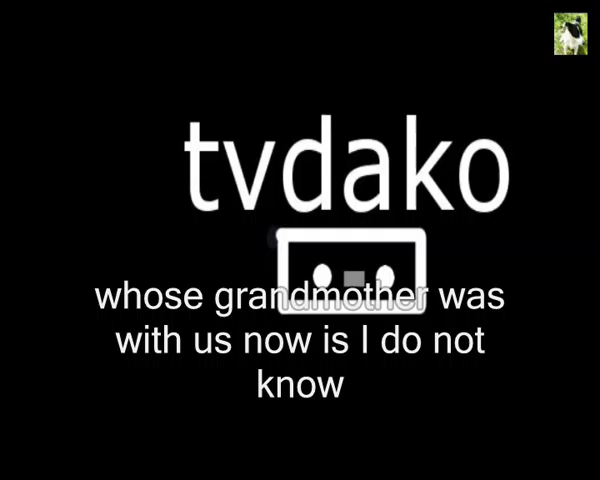 tvdako
whose grandmother was
with us now is I do not
know